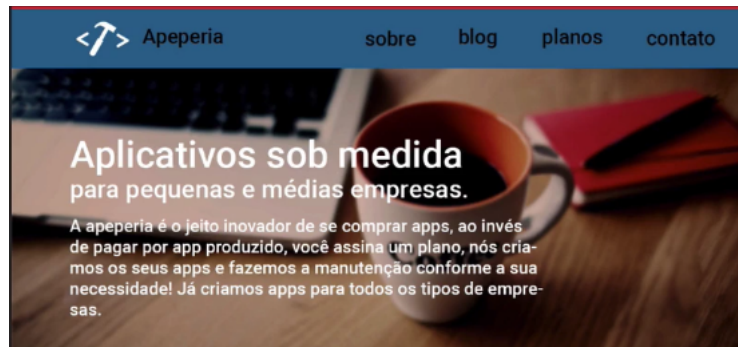 Apeperia
sobre
blog
planos
contato
Aplicativos sob medida
para pequenas e médias empresas.
A apeperia é o jeito inovador de se comprar apps, ao invés
de pagar por app produzido, você assina um plano, nós cria-
mos os seus apps e fazemos a manutenção conforme a sua
necessidade! Já criamos apps para todos os tipos de empre-
sas.